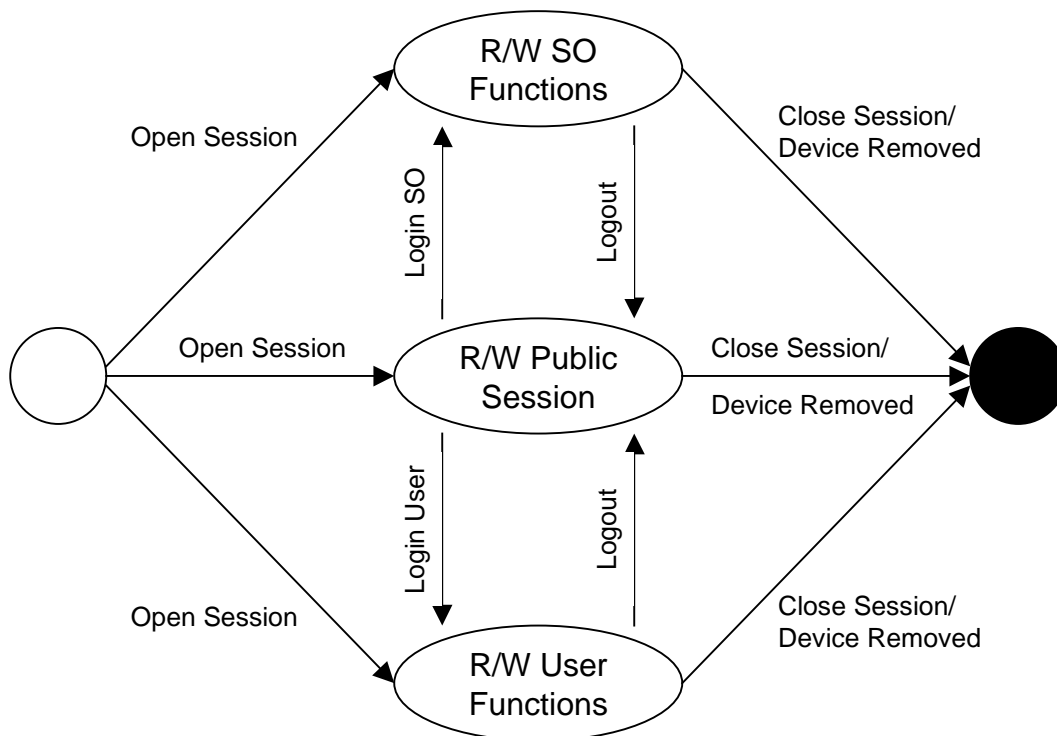 R/W SO
Functions
Open Session
Close Session/
Device Removed
Login SO
Logout
Open Session
R/W Public
Session
Close Session/
Device Removed
Login User
Logout
Open Session
Close Session/
Device Removed
R/W User
Functions